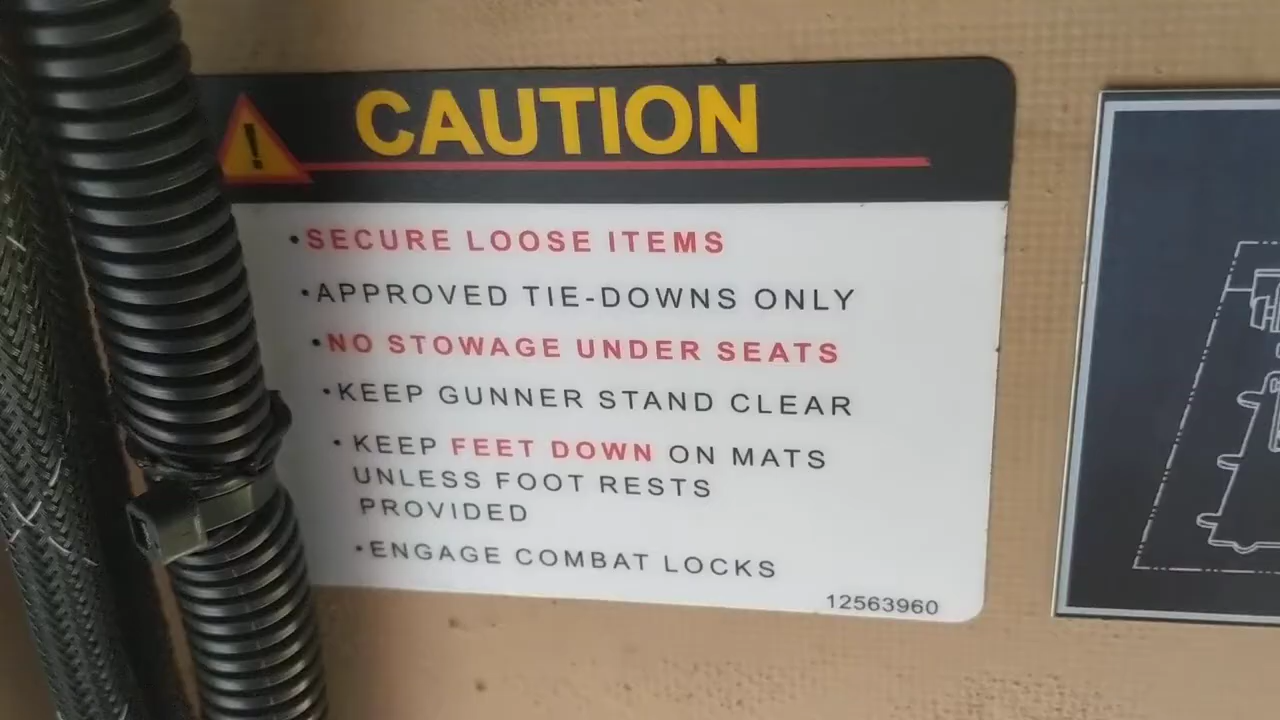 CAUTION
•SECURE LOOSE ITEMS
•APPROVED TIE-DOWNS ONLY
•NO STOWAGE UNDER SEATS
•KEEP GUNNER STAND CLEAR
• KEEP FEET DOWN ON MATS
UNLESS FOOT RESTS
PROVIDED
•ENGAGE COMBAT LOCKS
12563960